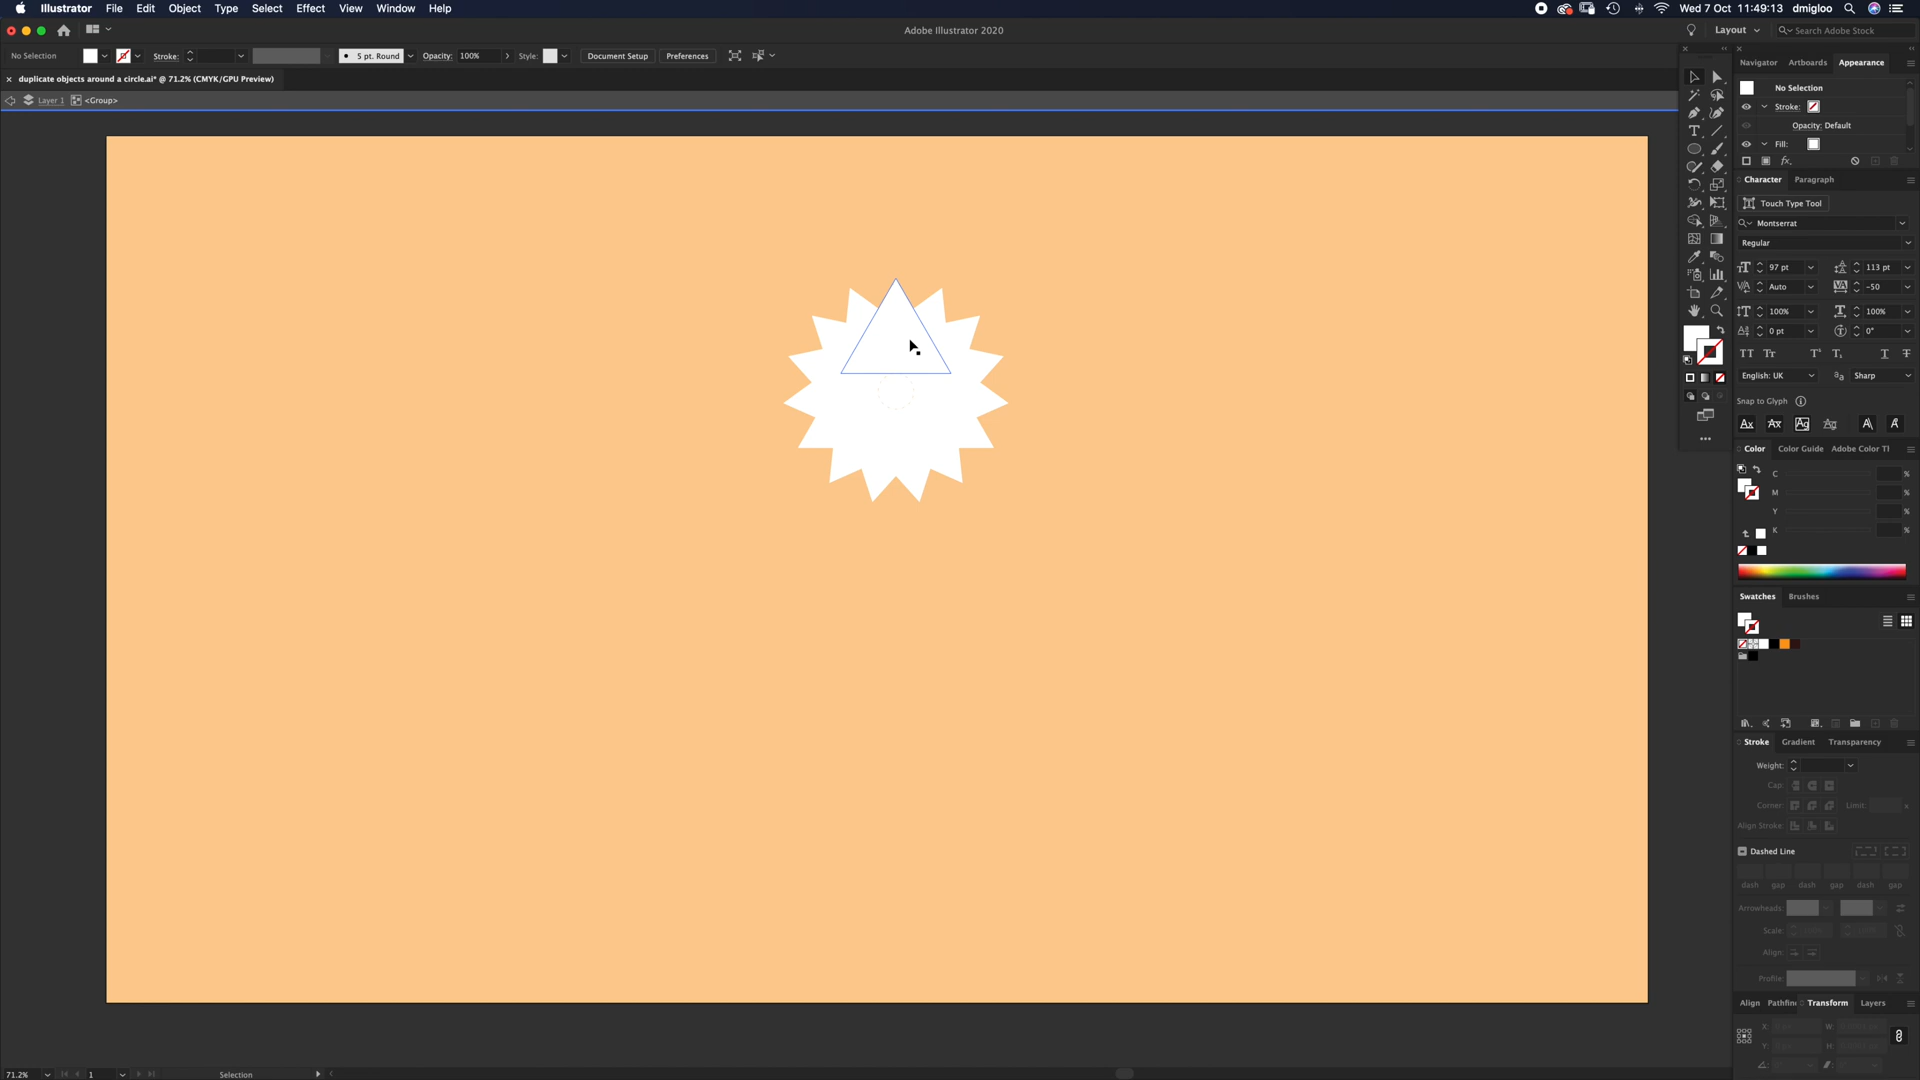 Illustrator File Edit Object Type Select Effect View Window Help Wed 7 Oct 11:49:13 dmigloo
Adobe Illustrator 2020 Layout Search Adobe Stock
No Selection Stroke: 5 pt. Round Opacity: 100% Style: Document Setup Preferences
× duplicate objects around a circle.ai* @ 71.2% (CMYK/GPU Preview)
Layer 1 <Group>
Navigator Artboards Appearance
No Selection
Stroke:
Opacity: Default
Fill:
fx.
Character Paragraph
Touch Type Tool
Montserrat
Regular
97 pt 113 pt
Auto -50
100% 100%
0 pt 0°
English: UK Sharp
Snap to Glyph
Color Color Guide Adobe Color Tl
C %
M %
Y %
K %
Swatches Brushes
Stroke Gradient Transparency
Weight:
Cap:
Corner: Limit: x
Align Stroke:
Dashed Line
dash gap dash gap dash gap
Arrowheads:
Scale:
Align:
Profile:
Align Pathfin Transform Layers
X: W:
Y: H:
71.2% 1 Selection